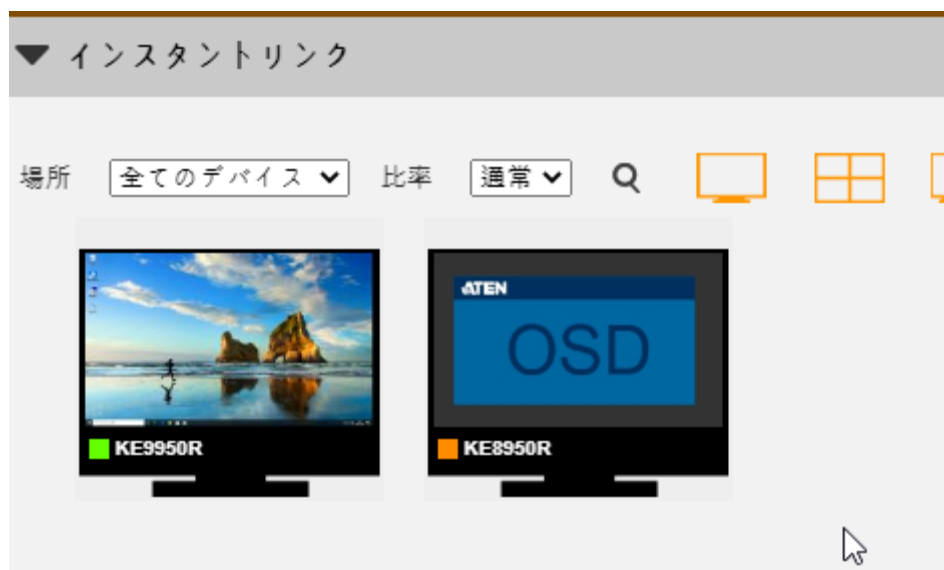 インスタントリンク
場所 全てのデバイス 比率 通常
ATEN
OSD
KE9950R KE8950R